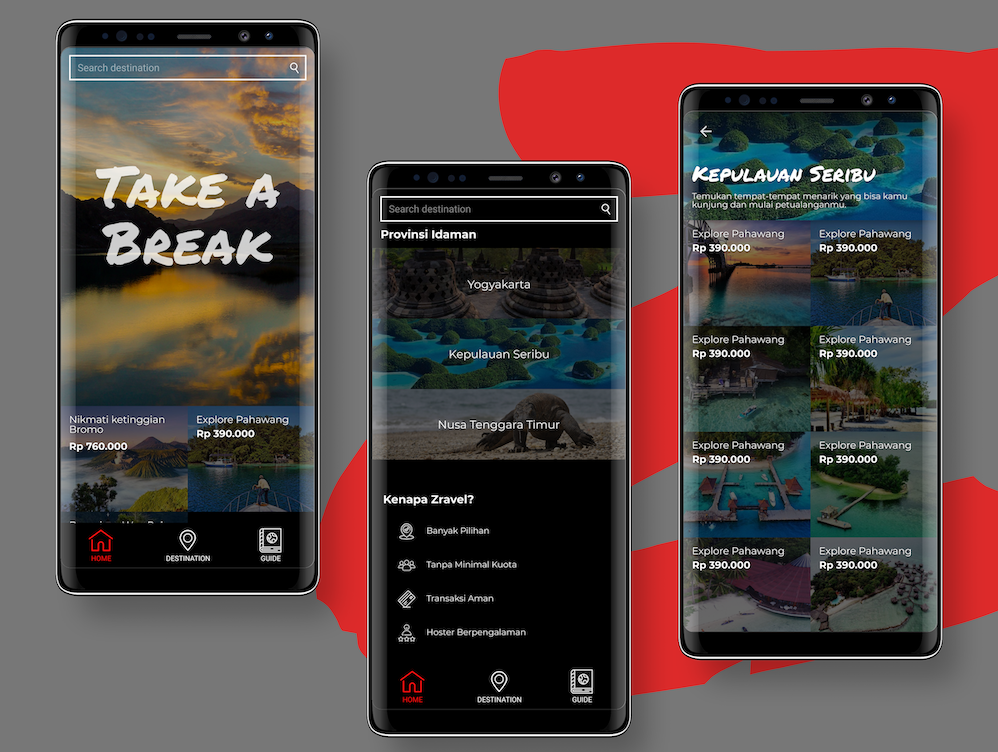 Search destination
TAKE A
BREAK
Nikmati ketinggian
Bromo
Rp 760.000
Explore Pahawang
Rp 390.000
HOME
DESTINATION
GUIDE
Search destination
Provinsi Idaman
Yogyakarta
Kepulauan Seribu
Nusa Tenggara Timur
Kenapa Zravel?
Banyak Pilihan
Tanpa Minimal Kuota
Transaksi Aman
Hoster Berpengalaman
HOME
DESTINATION
GUIDE
KEPULAUAN SERIBU
Temukan tempat-tempat menarik yang bisa kamu
kunjung dan mulai petualanganmu.
Explore Pahawang
Rp 390.000
Explore Pahawang
Rp 390.000
Explore Pahawang
Rp 390.000
Explore Pahawang
Rp 390.000
Explore Pahawang
Rp 390.000
Explore Pahawang
Rp 390.000
Explore Pahawang
Rp 390.000
Explore Pahawang
Rp 390.000